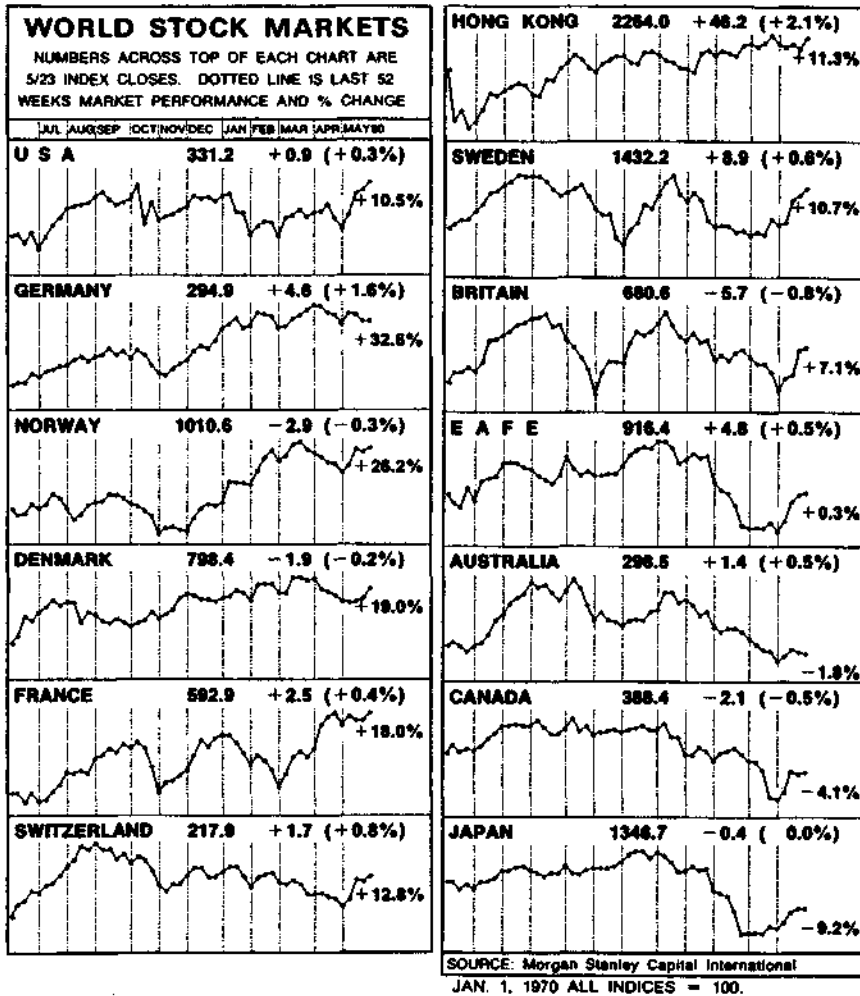 WORLD STOCK MARKETS
NUMBERS ACROSS TOP OF EACH CHART ARE
5/23 INDEX CLOSES. DOTTED LINE IS LAST 52
WEEKS MARKET PERFORMANCE AND % CHANGE
JUL AUG SEP OCT NOV DEC JAN FEB MAR APR MAY 90
U S A 331.2 +0.9 (+0.3%)
+10.5%
GERMANY 294.9 +4.6 (+1.6%)
+32.6%
NORWAY 1010.6 −2.9 (−0.3%)
+26.2%
DENMARK 798.4 −1.9 (−0.2%)
+19.0%
FRANCE 592.9 +2.5 (+0.4%)
+18.0%
SWITZERLAND 217.9 +1.7 (+0.8%)
+12.8%
HONG KONG 2264.0 +46.2 (+2.1%)
+11.3%
SWEDEN 1432.2 +8.9 (+0.6%)
+10.7%
BRITAIN 680.6 −5.7 (−0.8%)
+7.1%
E A F E 916.4 +4.8 (+0.5%)
+0.3%
AUSTRALIA 296.5 +1.4 (+0.5%)
−1.8%
CANADA 388.4 −2.1 (−0.5%)
−4.1%
JAPAN 1346.7 −0.4 ( 0.0%)
−9.2%
SOURCE: Morgan Stanley Capital International
JAN. 1, 1970 ALL INDICES = 100.